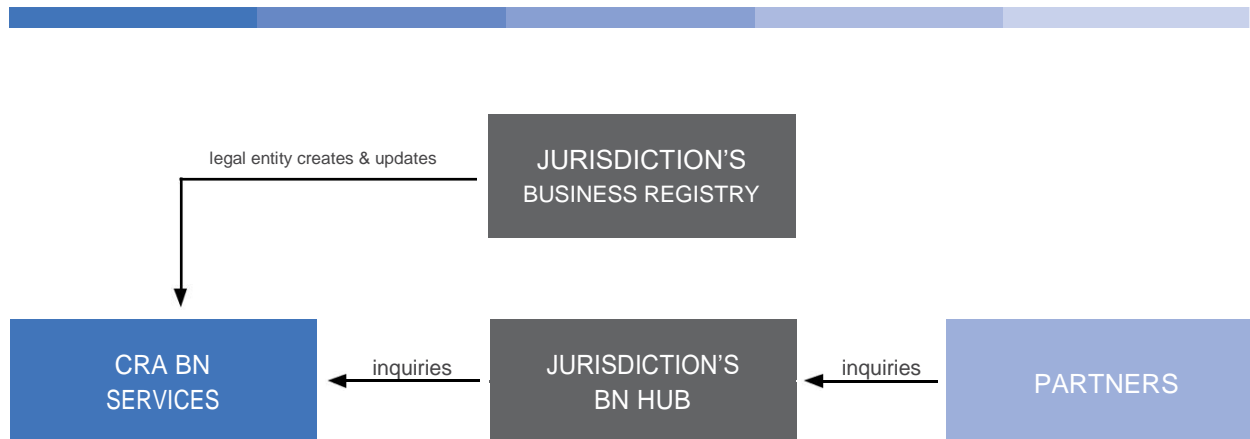 legal entity creates & updates
JURISDICTION’S
BUSINESS REGISTRY
CRA BN
SERVICES
inquiries
JURISDICTION’S
BN HUB
inquiries
PARTNERS